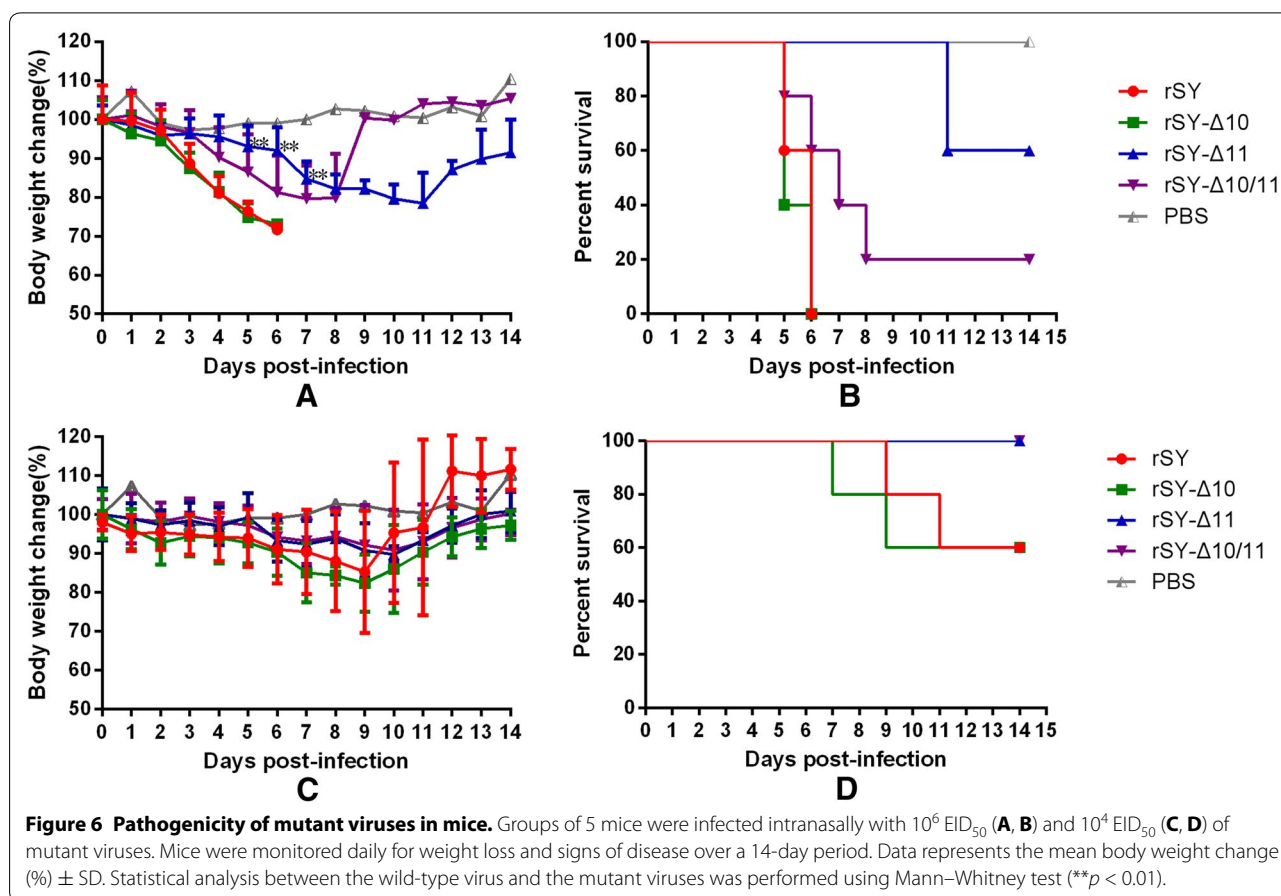 Body weight change(%)
120
110
100
90
80
70
60
50
** ** **
0 1 2 3 4 5 6 7 8 9 10 11 12 13 14
Days post-infection
A
Percent survival
100
80
60
40
20
0
0 1 2 3 4 5 6 7 8 9 10 11 12 13 14 15
Days post-infection
B
rSY
rSY-Δ10
rSY-Δ11
rSY-Δ10/11
PBS
Body weight change(%)
120
110
100
90
80
70
60
50
0 1 2 3 4 5 6 7 8 9 10 11 12 13 14
Days post-infection
C
Percent survival
100
80
60
40
20
0
0 1 2 3 4 5 6 7 8 9 10 11 12 13 14 15
Days post-infection
D
rSY
rSY-Δ10
rSY-Δ11
rSY-Δ10/11
PBS
Figure 6 Pathogenicity of mutant viruses in mice. Groups of 5 mice were infected intranasally with 10⁶ EID₅₀ (A, B) and 10⁴ EID₅₀ (C, D) of
mutant viruses. Mice were monitored daily for weight loss and signs of disease over a 14-day period. Data represents the mean body weight change
(%) ± SD. Statistical analysis between the wild-type virus and the mutant viruses was performed using Mann–Whitney test (**p < 0.01).